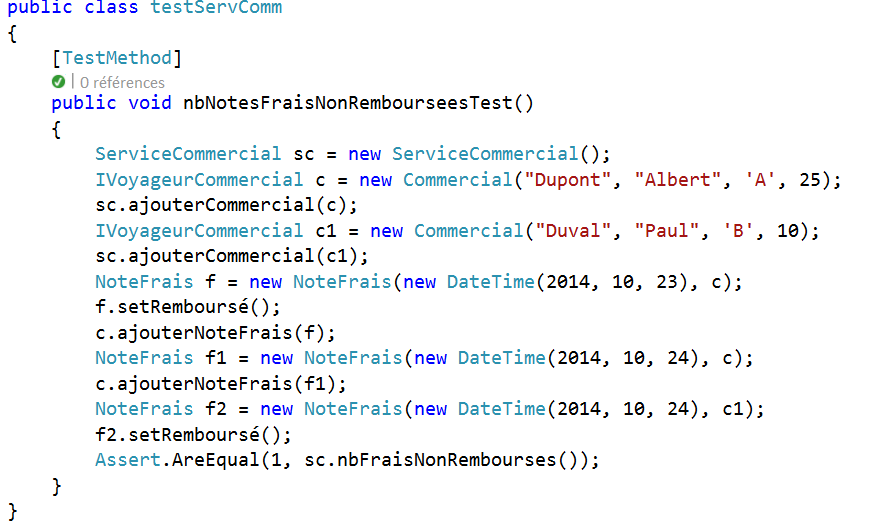 public class testServComm
{
[TestMethod]
| 0 références
public void nbNotesFraisNonRembourseesTest()
{
ServiceCommercial sc = new ServiceCommercial();
IVoyageurCommercial c = new Commercial("Dupont", "Albert", 'A', 25);
sc.ajouterCommercial(c);
IVoyageurCommercial c1 = new Commercial("Duval", "Paul", 'B', 10);
sc.ajouterCommercial(c1);
NoteFrais f = new NoteFrais(new DateTime(2014, 10, 23), c);
f.setRemboursé();
c.ajouterNoteFrais(f);
NoteFrais f1 = new NoteFrais(new DateTime(2014, 10, 24), c);
c.ajouterNoteFrais(f1);
NoteFrais f2 = new NoteFrais(new DateTime(2014, 10, 24), c1);
f2.setRemboursé();
Assert.AreEqual(1, sc.nbFraisNonRembourses());
}
}